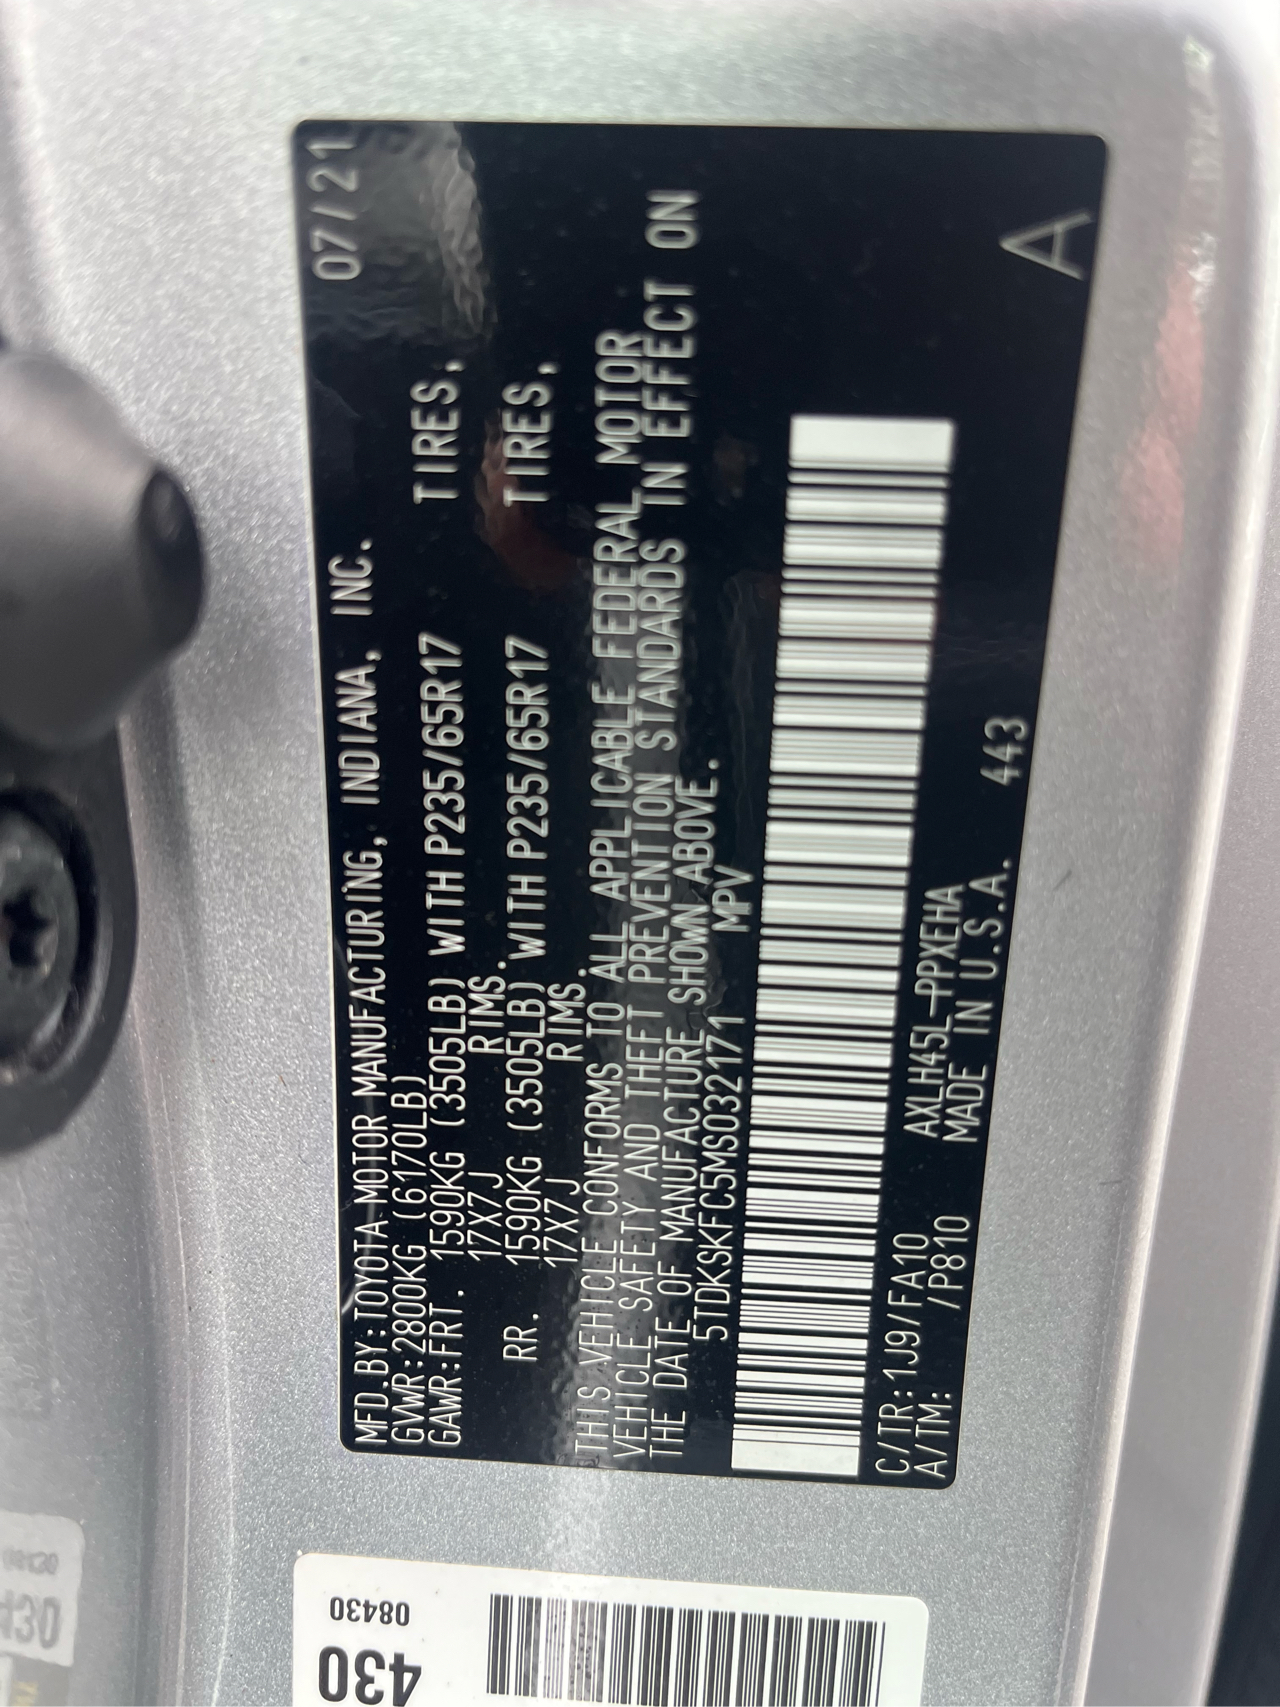 07/21
MFD.BY:TOYOTA MOTOR MANUFACTURING, INDIANA, INC.
GVWR:2800KG (6170LB)
GAWR:FRT. 1590KG (3505LB) WITH P235/65R17 TIRES,
17X7J RIMS.
RR. 1590KG (3505LB) WITH P235/65R17 TIRES,
17X7J RIMS.
THIS VEHICLE CONFORMS TO ALL APPLICABLE FEDERAL MOTOR
VEHICLE SAFETY AND THEFT PREVENTION STANDARDS IN EFFECT ON
THE DATE OF MANUFACTURE SHOWN ABOVE.
5TDKSKFC5MS032171 MPV
C/TR:1J9/FA10 AXLH45L-PPXEHA
A/TM: /P810 MADE IN U.S.A. 443
A
08430
430